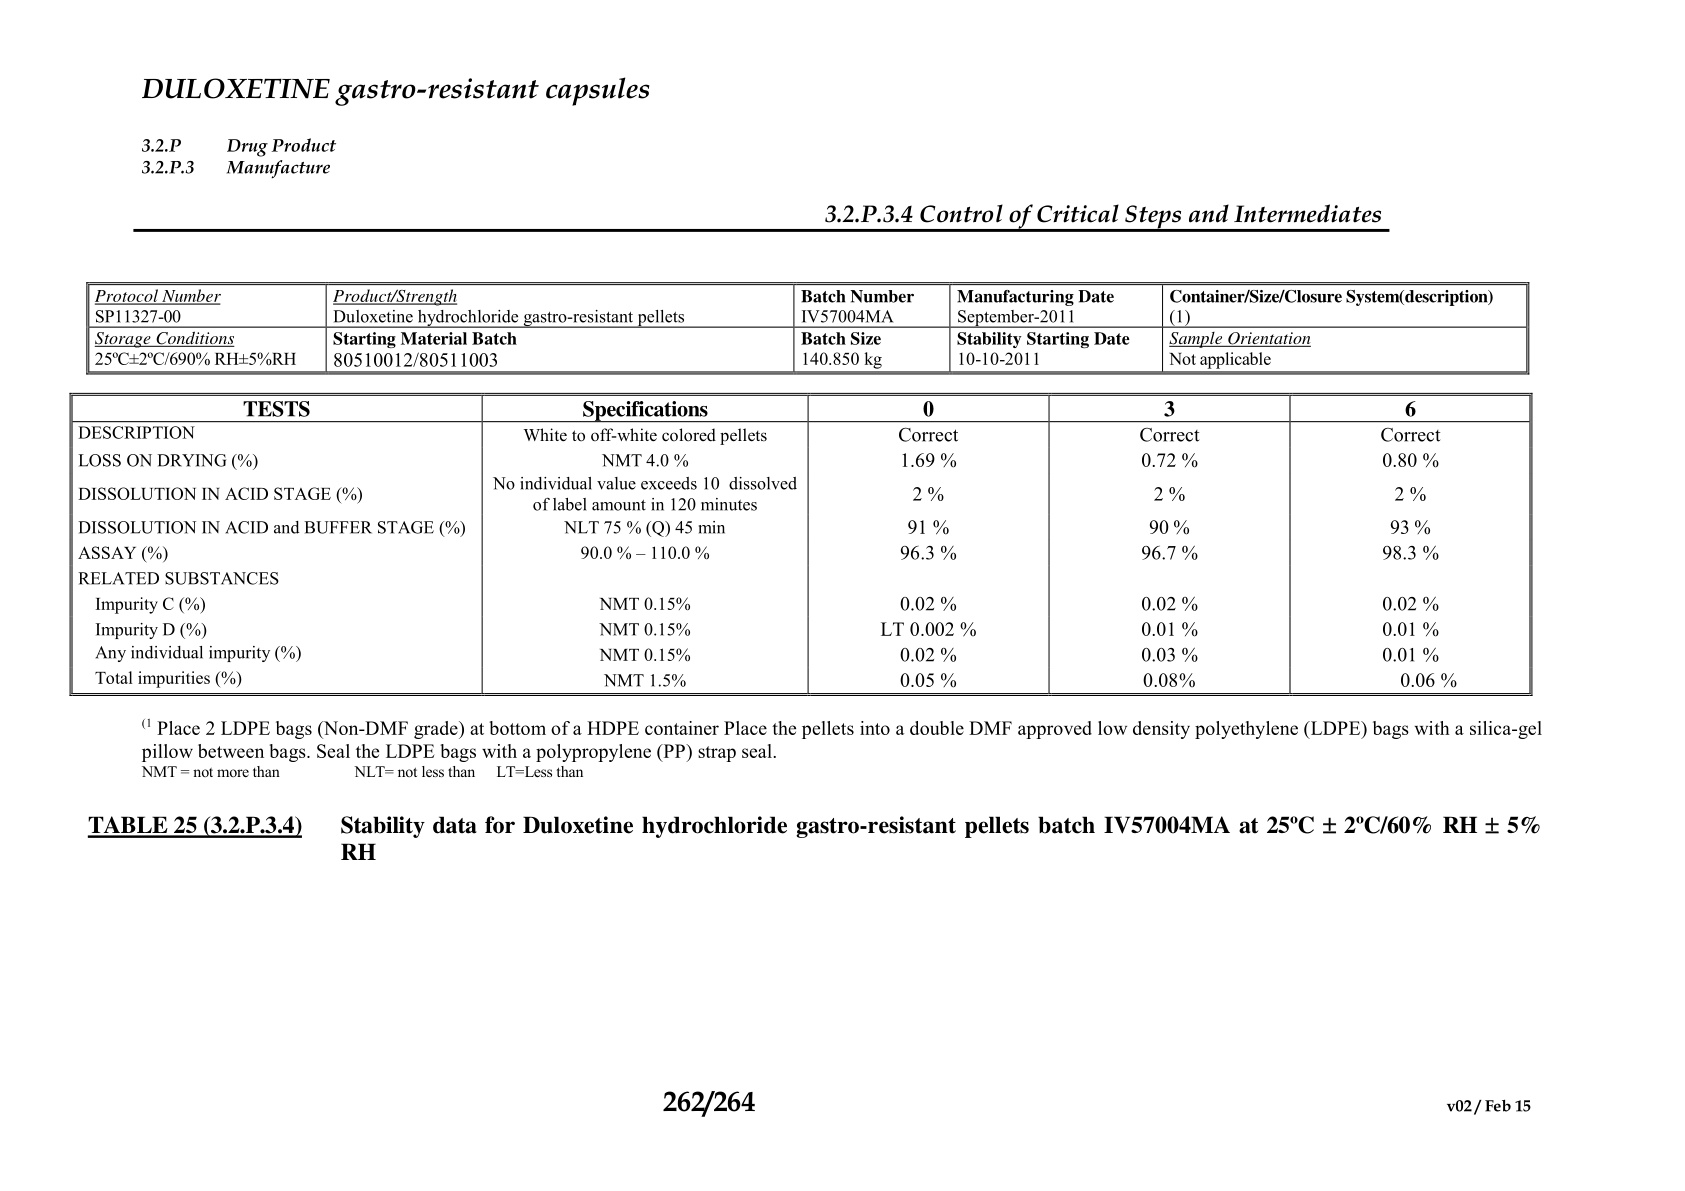 DULOXETINE gastro-resistant capsules
3.2.P Drug Product
3.2.P.3 Manufacture
3.2.P.3.4 Control of Critical Steps and Intermediates
Protocol Number Product/Strength Batch Number Manufacturing Date Container/Size/Closure System(description)
SP11327-00 Duloxetine hydrochloride gastro-resistant pellets IV57004MA September-2011 (1)
Storage Conditions Starting Material Batch Batch Size Stability Starting Date Sample Orientation
25ºC±2ºC/690% RH±5%RH 80510012/80511003 140.850 kg 10-10-2011 Not applicable
TESTS Specifications 0 3 6
DESCRIPTION White to off-white colored pellets Correct Correct Correct
LOSS ON DRYING (%) NMT 4.0 % 1.69 % 0.72 % 0.80 %
No individual value exceeds 10 dissolved
DISSOLUTION IN ACID STAGE (%) 2 % 2 % 2 %
of label amount in 120 minutes
DISSOLUTION IN ACID and BUFFER STAGE (%) NLT 75 % (Q) 45 min 91 % 90 % 93 %
ASSAY (%) 90.0 % – 110.0 % 96.3 % 96.7 % 98.3 %
RELATED SUBSTANCES
Impurity C (%) NMT 0.15% 0.02 % 0.02 % 0.02 %
Impurity D (%) NMT 0.15% LT 0.002 % 0.01 % 0.01 %
Any individual impurity (%) NMT 0.15% 0.02 % 0.03 % 0.01 %
Total impurities (%) NMT 1.5% 0.05 % 0.08% 0.06 %
(1 Place 2 LDPE bags (Non-DMF grade) at bottom of a HDPE container Place the pellets into a double DMF approved low density polyethylene (LDPE) bags with a silica-gel
pillow between bags. Seal the LDPE bags with a polypropylene (PP) strap seal.
NMT = not more than NLT= not less than LT=Less than
TABLE 25 (3.2.P.3.4) Stability data for Duloxetine hydrochloride gastro-resistant pellets batch IV57004MA at 25ºC ± 2ºC/60% RH ± 5%
RH
262/264
v02 / Feb 15